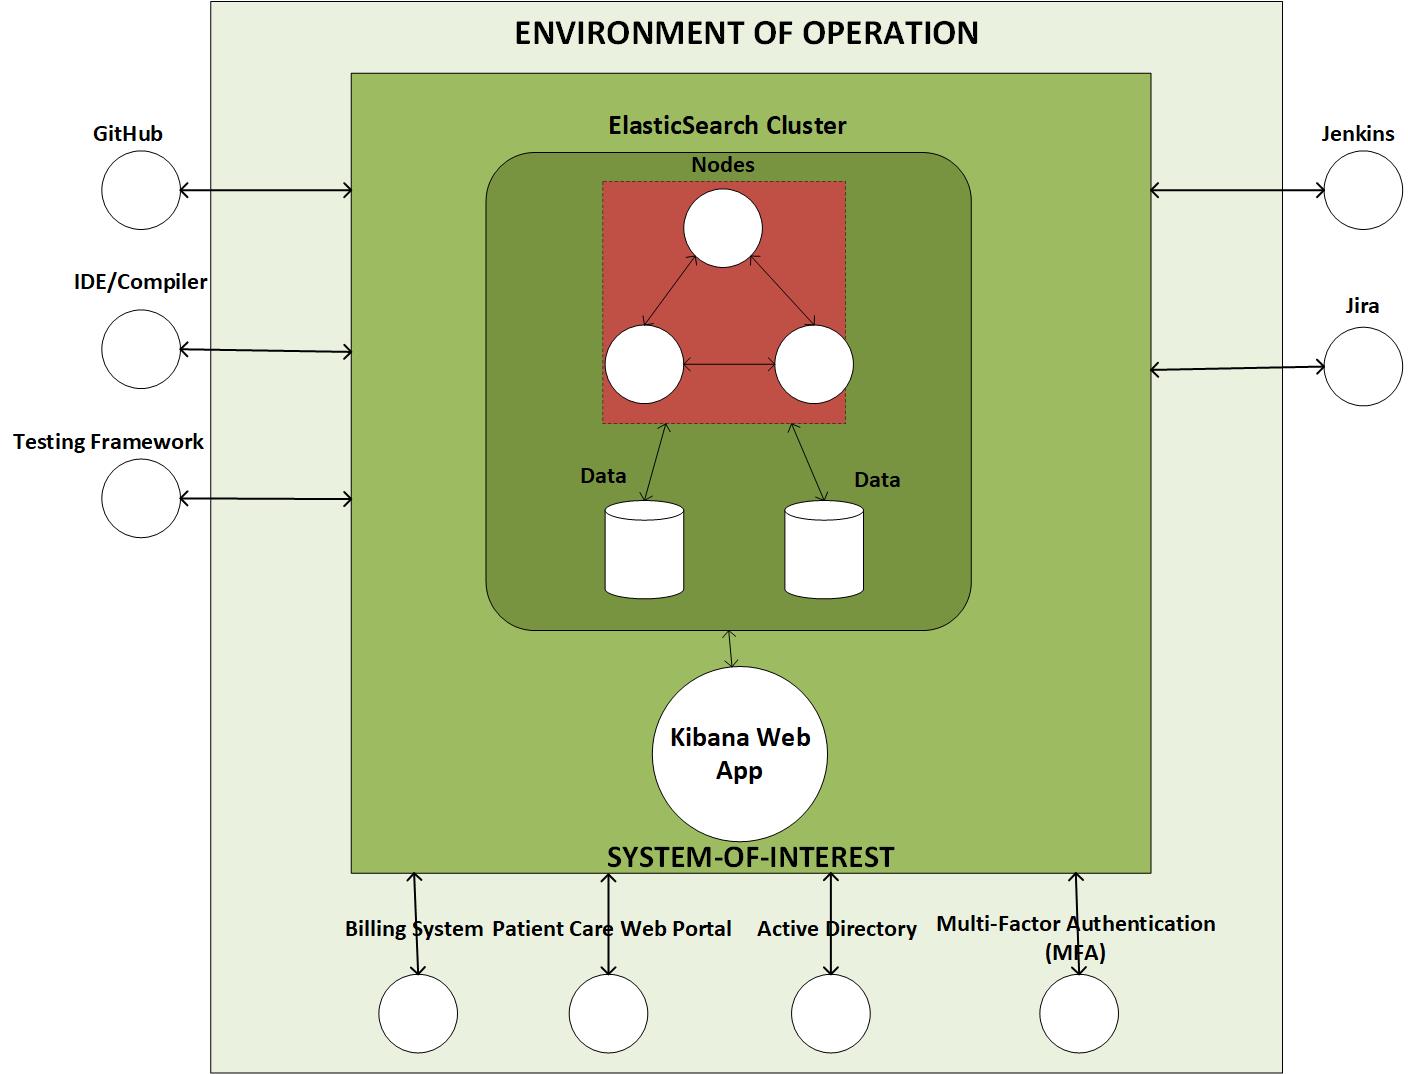 ENVIRONMENT OF OPERATION
ElasticSearch Cluster
GitHub
Jenkins
Nodes
IDE/Compiler
Jira
Testing Framework
Data
Data
Kibana Web
App
SYSTEM-OF-INTEREST
Billing System
Patient Care Web Portal
Active Directory
Multi-Factor Authentication
(MFA)